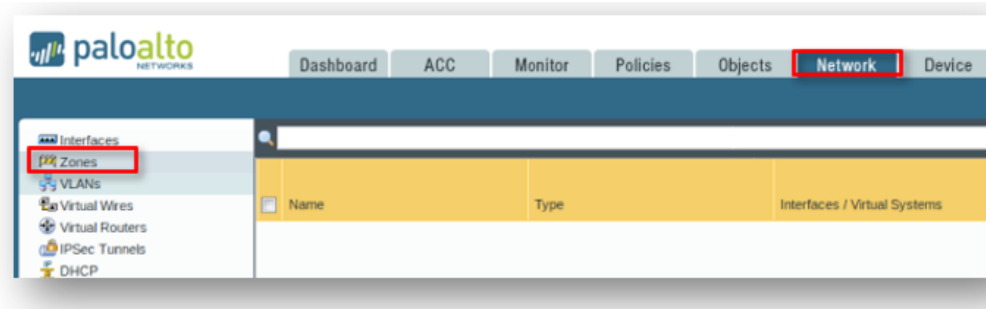 paloalto
NETWORKS
Dashboard ACC Monitor Policies Objects Network Device
Interfaces
Zones
VLANs
Virtual Wires
Virtual Routers
IPSec Tunnels
DHCP
Name Type Interfaces / Virtual Systems